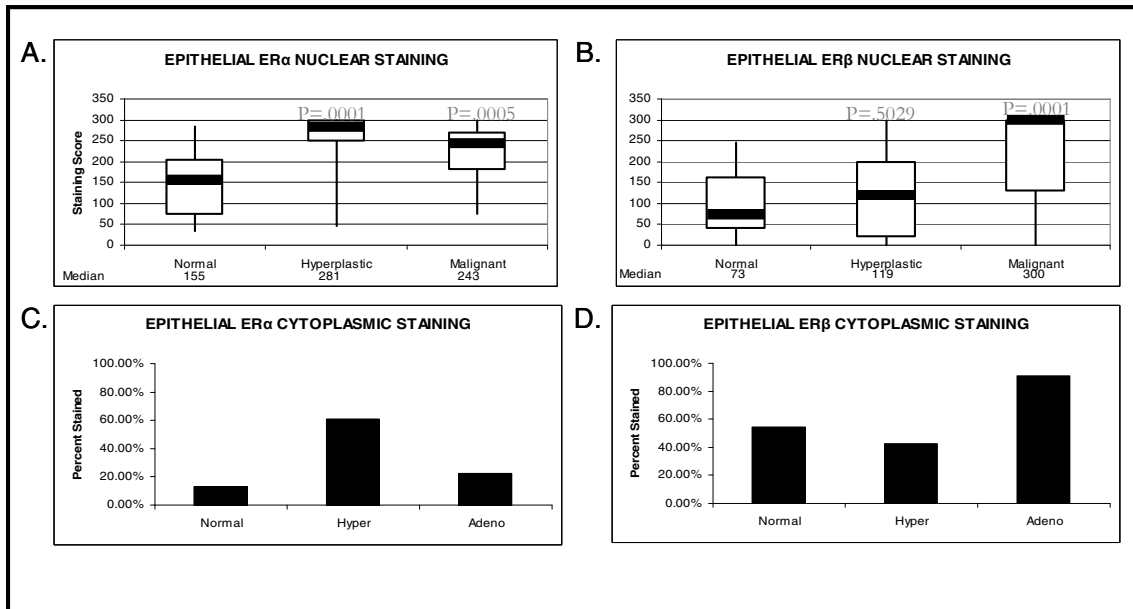 A.
EPITHELIAL ERα NUCLEAR STAINING
Staining Score
350
300
250
200
150
100
50
0
P=.0001
P=.0005
Normal
Hyperplastic
Malignant
Median
155
281
243
B.
EPITHELIAL ERβ NUCLEAR STAINING
350
300
250
200
150
100
50
0
P=.5029
P=.0001
Normal
Hyperplastic
Malignant
Median
73
119
300
C.
EPITHELIAL ERα CYTOPLASMIC STAINING
Percent Stained
100.00%
80.00%
60.00%
40.00%
20.00%
0.00%
Normal
Hyper
Adeno
D.
EPITHELIAL ERβ CYTOPLASMIC STAINING
Percent Stained
100.00%
80.00%
60.00%
40.00%
20.00%
0.00%
Normal
Hyper
Adeno